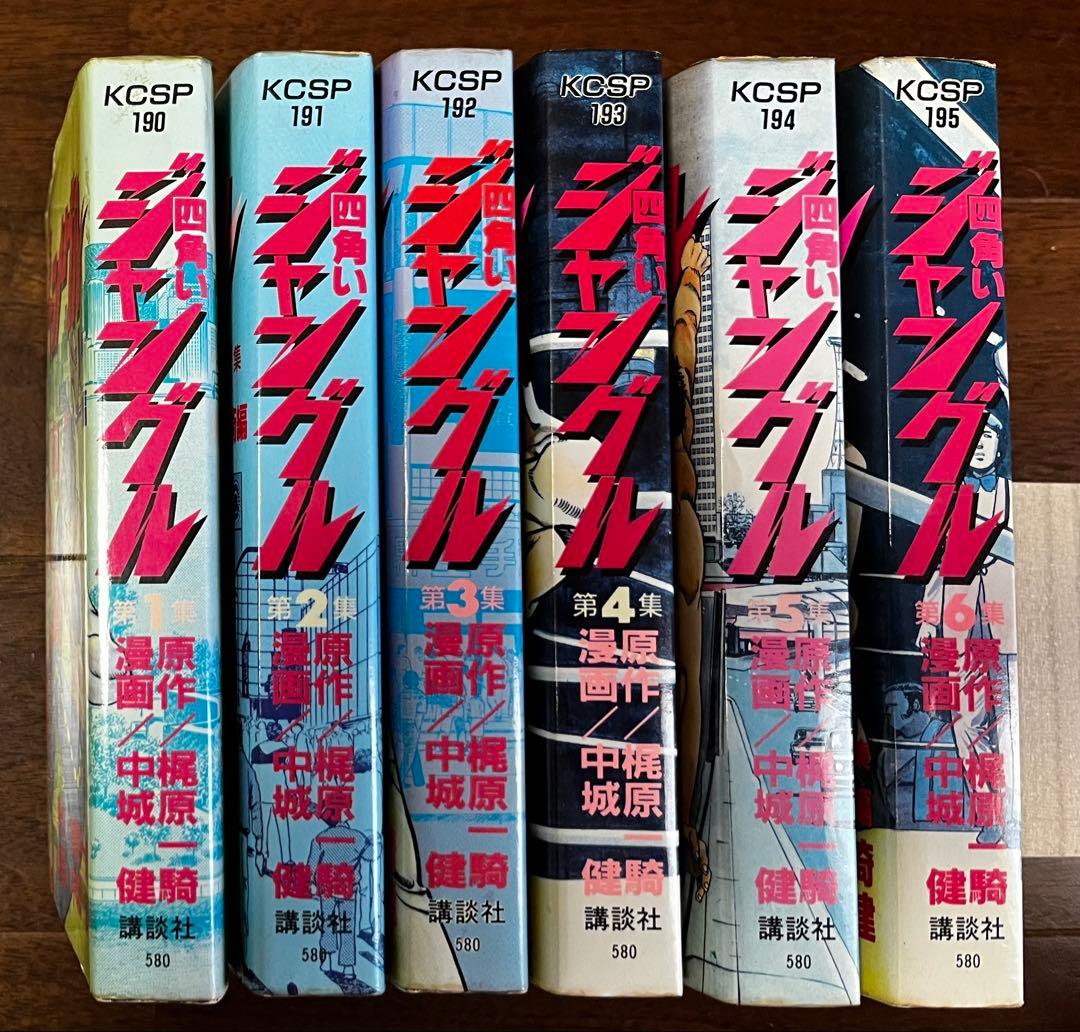 KCSP
190
四角い
ジャングル
第1集
原作/梶原一騎
漫画/中城健
講談社
580
KCSP
191
四角い
ジャングル
第2集
原作/梶原一騎
漫画/中城健
講談社
580
KCSP
192
四角い
ジャングル
第3集
原作/梶原一騎
漫画/中城健
講談社
580
KCSP
193
四角い
ジャングル
第4集
原作/梶原一騎
漫画/中城健
講談社
580
KCSP
194
四角い
ジャングル
第5集
原作/梶原一騎
漫画/中城健
講談社
580
KCSP
195
四角い
ジャングル
第6集
原作/梶原一騎
漫画/中城健
講談社
580